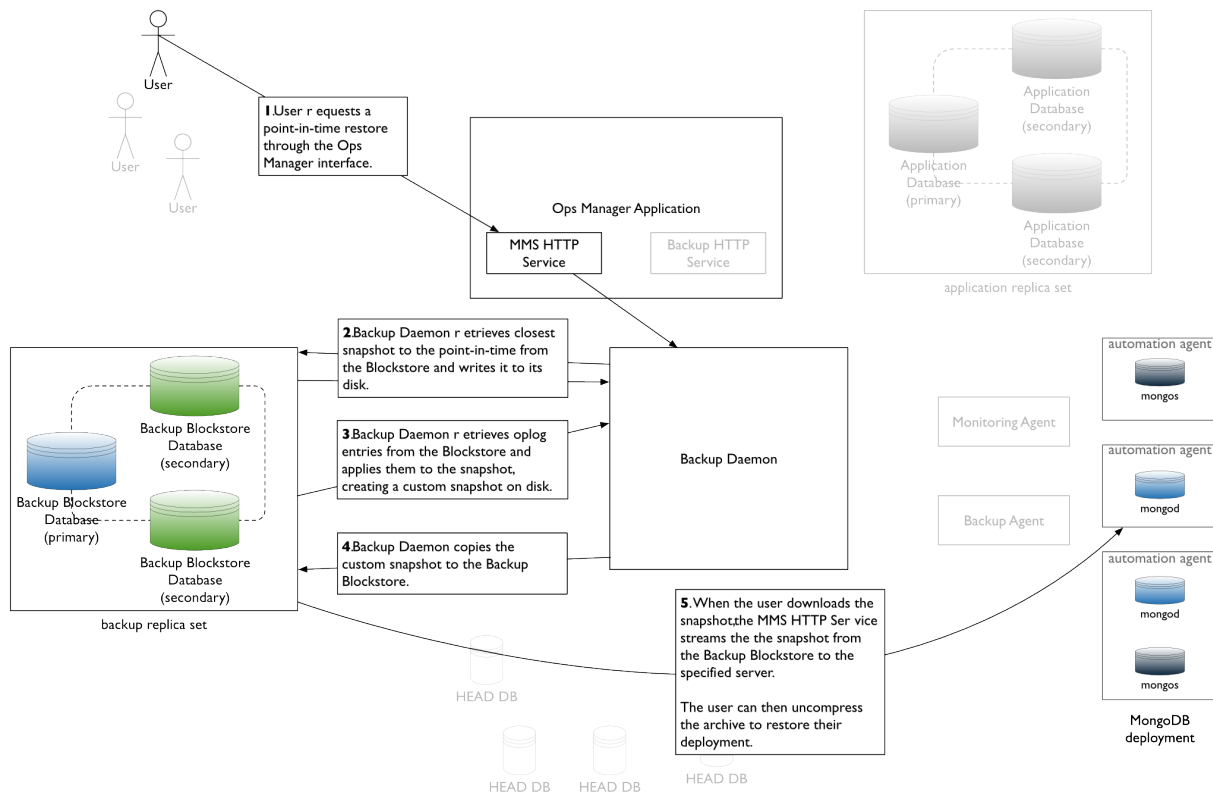 User
User
User
1.User r equests a
point-in-time restore
through the Ops
Manager interface.
Ops Manager Application
MMS HTTP
Service
Backup HTTP
Service
Application
Database
(secondary)
Application
Database
(primary)
Application
Database
(secondary)
application replica set
2.Backup Daemon r etrieves closest
snapshot to the point-in-time from
the Blockstore and writes it to its
disk.
3.Backup Daemon r etrieves oplog
entries from the Blockstore and
applies them to the snapshot,
creating a custom snapshot on disk.
4.Backup Daemon copies the
custom snapshot to the Backup
Blockstore.
Backup Blockstore
Database
(secondary)
Backup Blockstore
Database
(primary)
Backup Blockstore
Database
(secondary)
backup replica set
Backup Daemon
Monitoring Agent
Backup Agent
automation agent
mongos
automation agent
mongod
automation agent
mongod
mongos
MongoDB
deployment
5.When the user downloads the
snapshot,the MMS HTTP Ser vice
streams the the snapshot from
the Backup Blockstore to the
specified server.
The user can then uncompress
the archive to restore their
deployment.
HEAD DB
HEAD DB
HEAD DB
HEAD DB